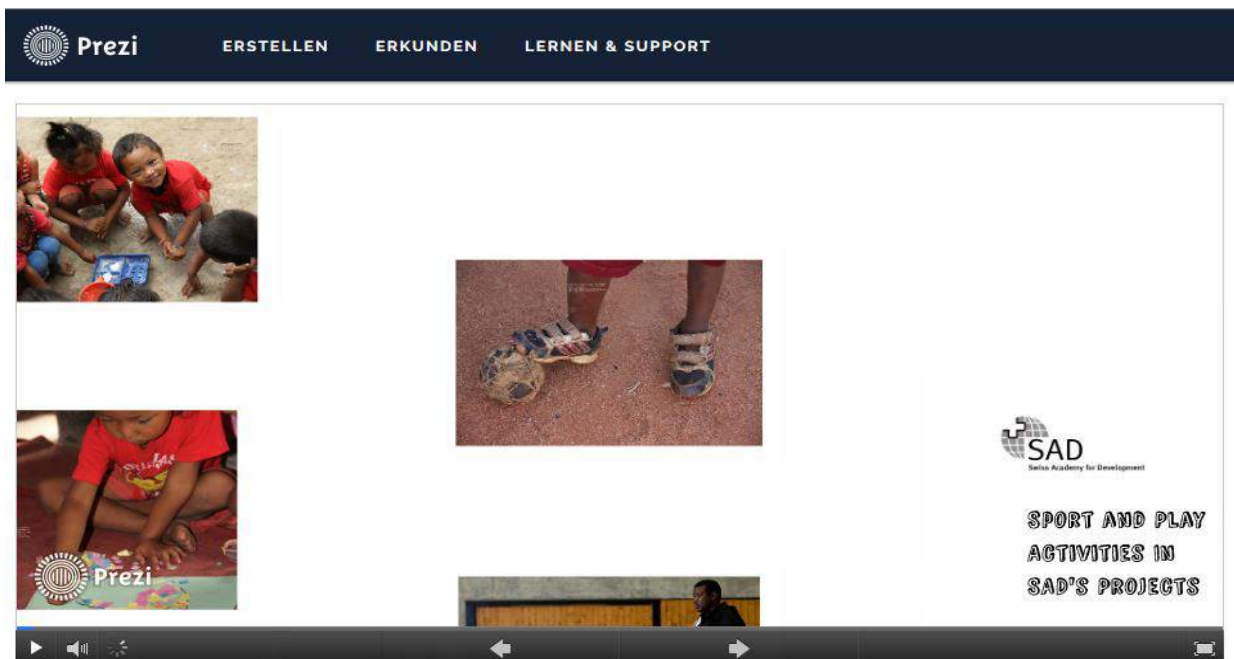 Prezi
ERSTELLEN ERKUNDEN LERNEN & SUPPORT
SAD
Swiss Academy for Development
SPORT AND PLAY
ACTIVITIES IN
SAD'S PROJECTS
Prezi